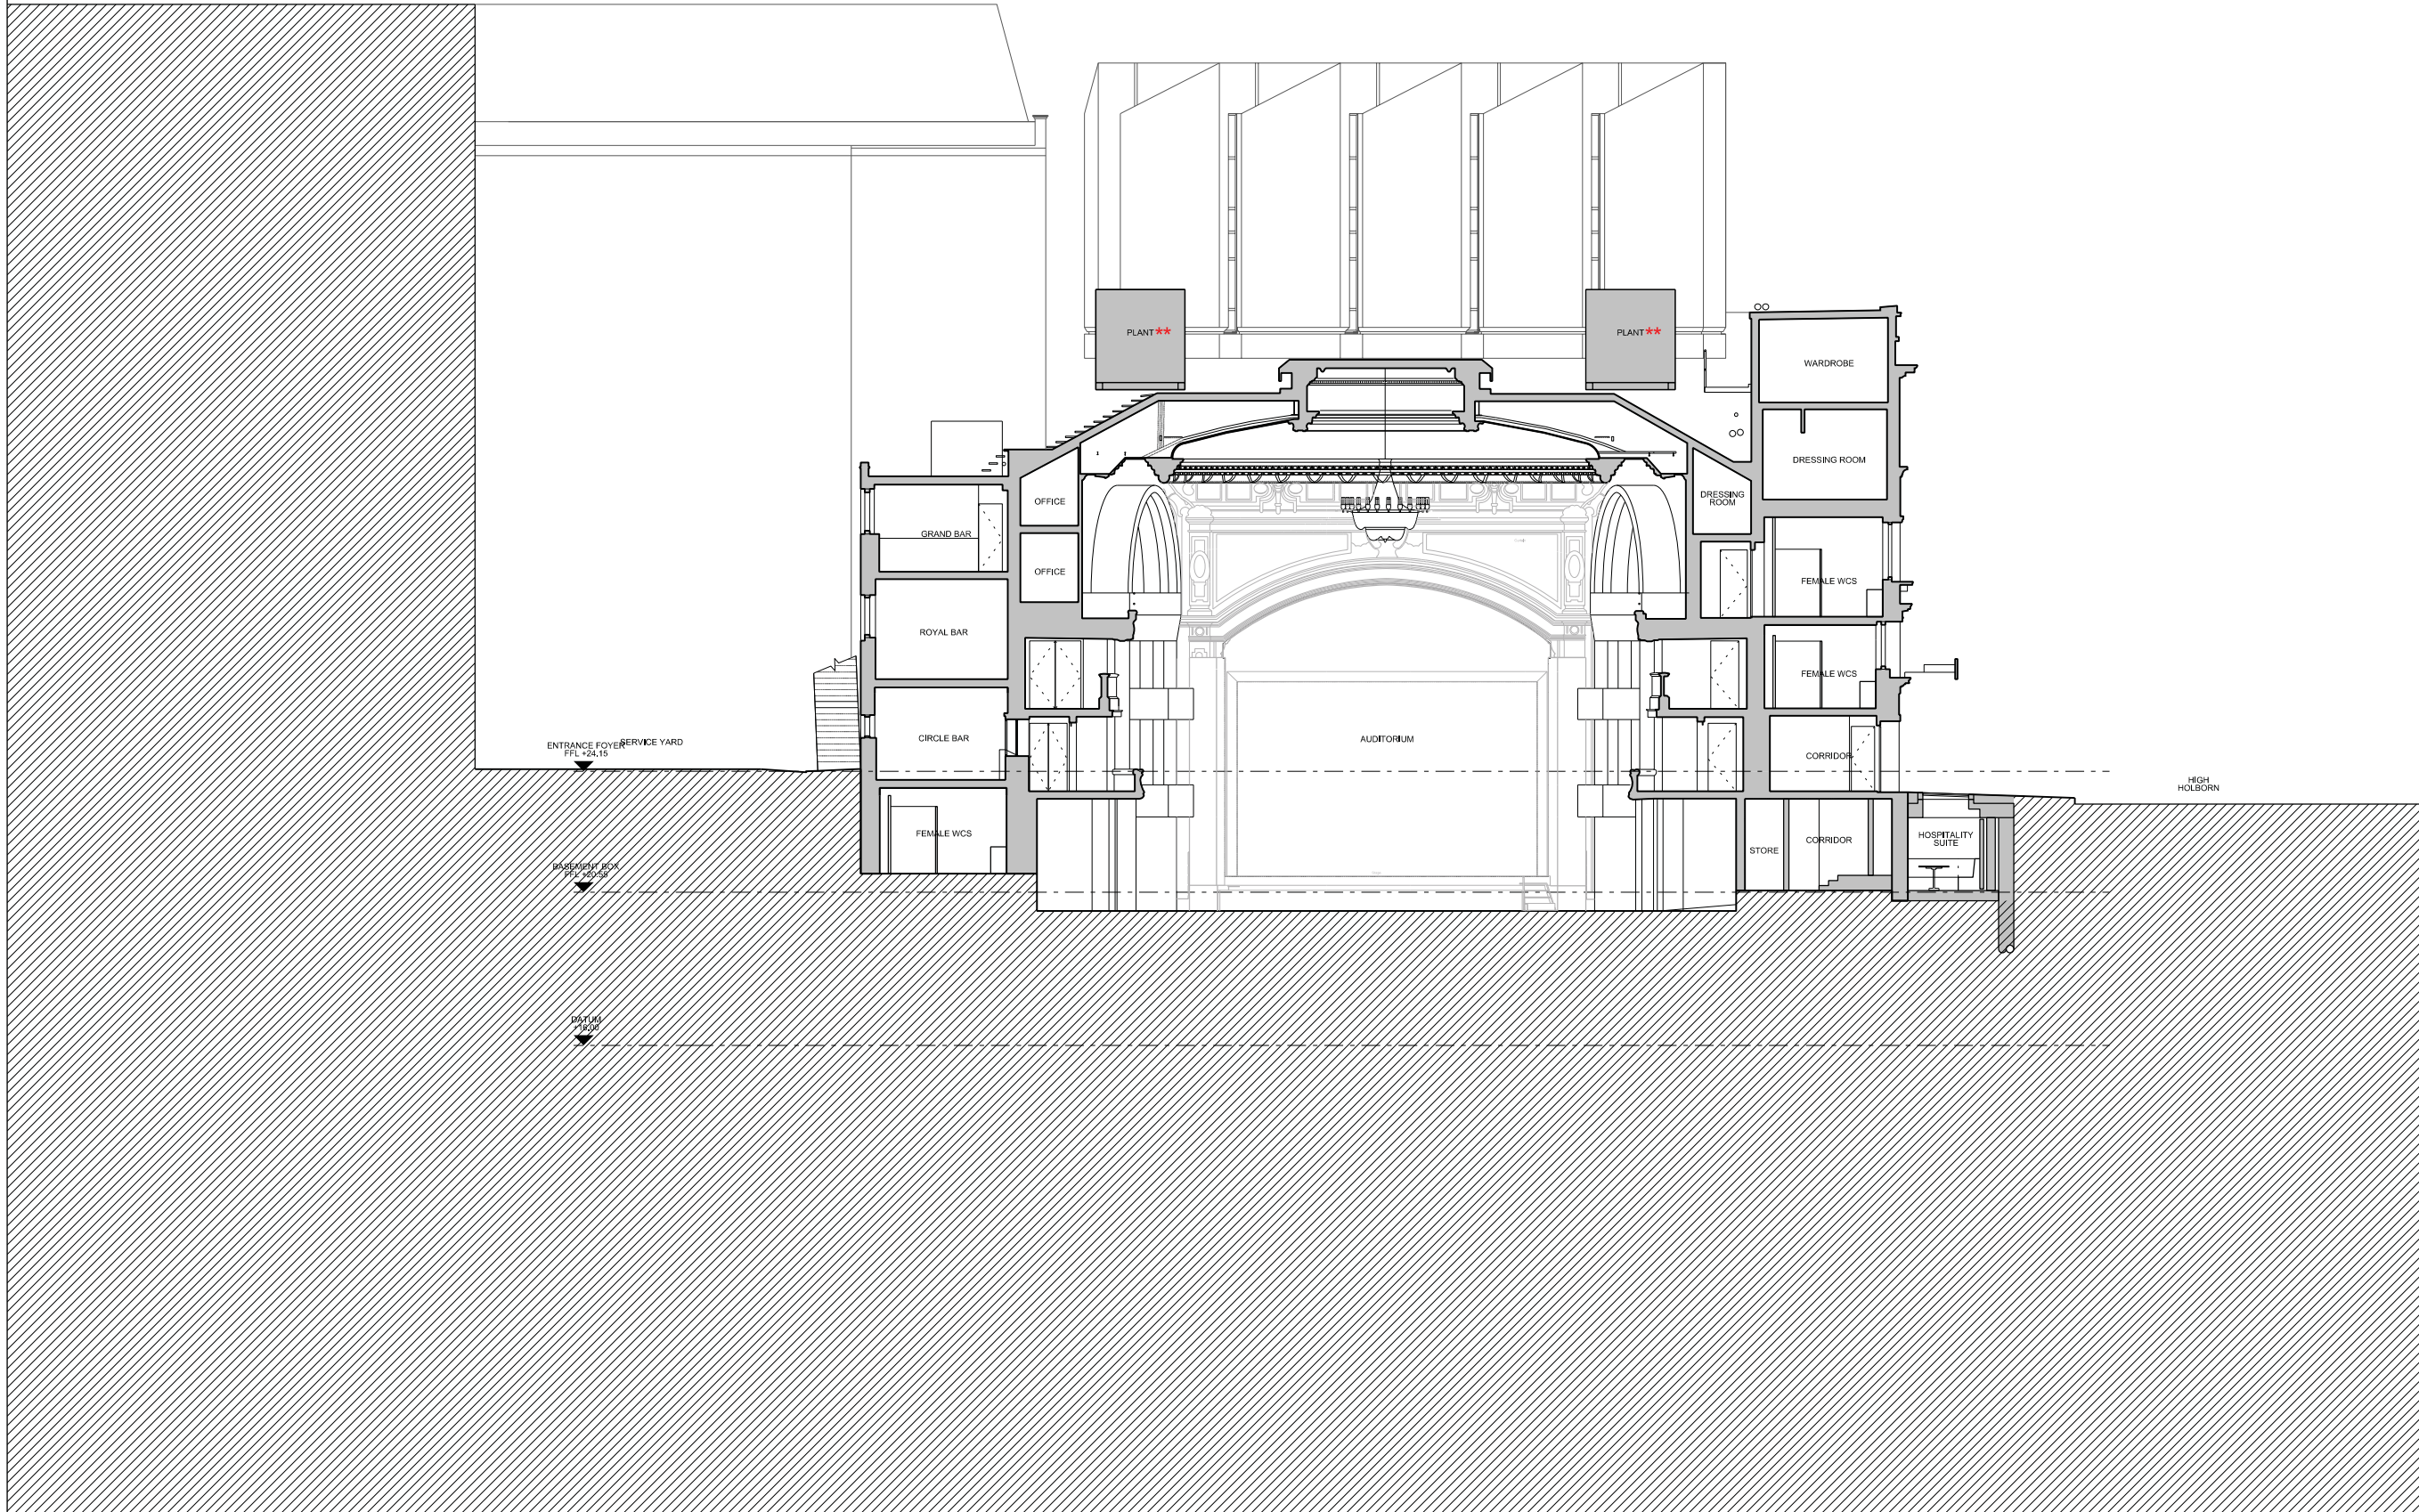 PLANT**
PLANT**
WARDROBE
DRESSING ROOM
OFFICE
DRESSING
ROOM
GRAND BAR
OFFICE
FEMALE WCS
ROYAL BAR
FEMALE WCS
CIRCLE BAR
AUDITORIUM
CORRIDOR
SERVICE YARD
ENTRANCE FOYER
FFL +24.15
HIGH
HOLBORN
FEMALE WCS
STORE
CORRIDOR
HOSPITALITY
SUITE
BASEMENT BOX
FFL +20.55
DATUM
+16.00